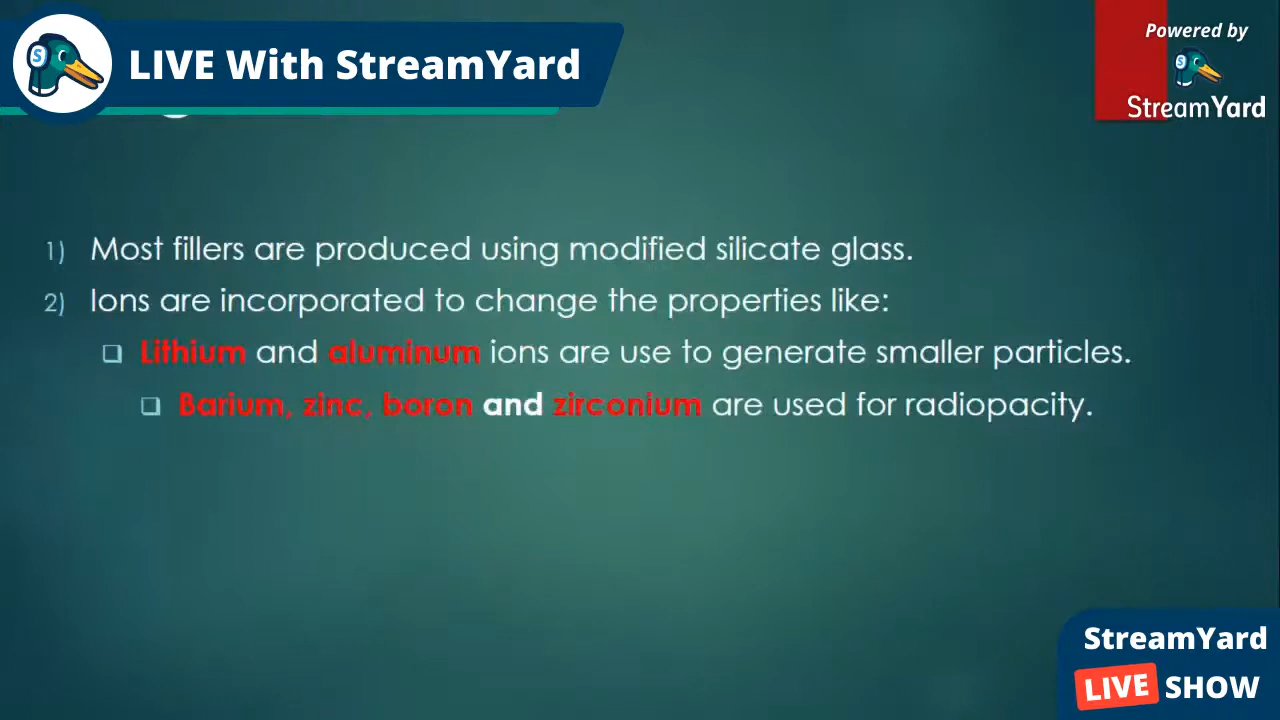 LIVE With StreamYard
Powered by
StreamYard
1) Most fillers are produced using modified silicate glass.
2) Ions are incorporated to change the properties like:
❑ Lithium and aluminum ions are use to generate smaller particles.
❑ Barium, zinc, boron and zirconium are used for radiopacity.
StreamYard
LIVE SHOW